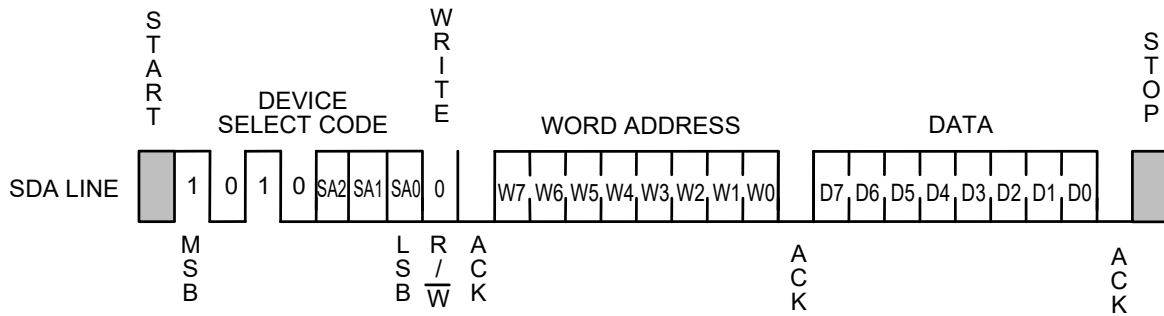 START
WRITE
STOP
DEVICE
SELECT CODE
WORD ADDRESS
DATA
SDA LINE
1 0 1 0 SA2 SA1 SA0 0 W7 W6 W5 W4 W3 W2 W1 W0 D7 D6 D5 D4 D3 D2 D1 D0
MSB
LSB
R/W̅
ACK
ACK
ACK